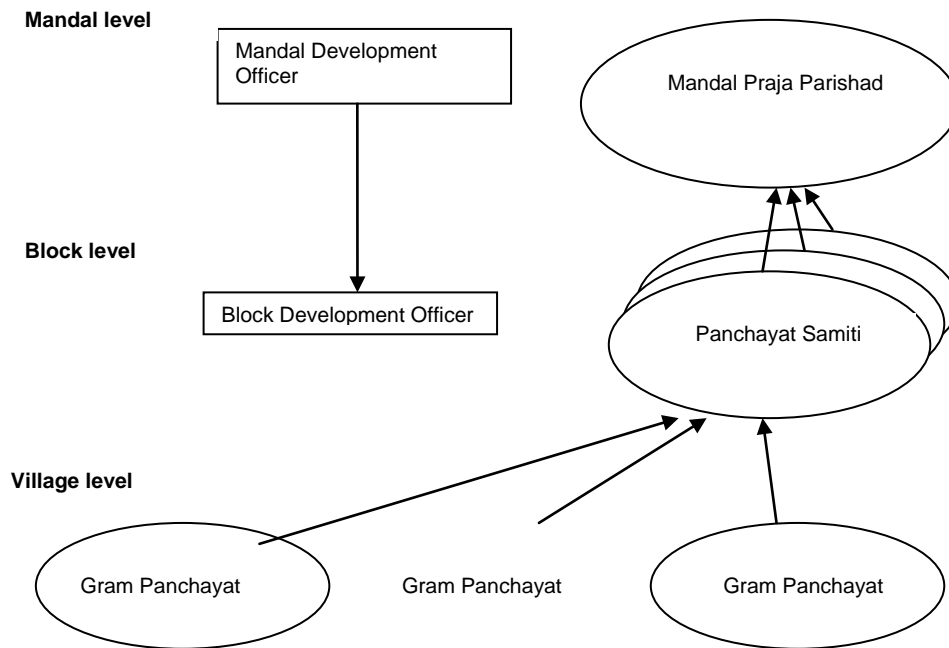 Mandal level
Mandal Development
Officer
Mandal Praja Parishad
Block level
Block Development Officer
Panchayat Samiti
Village level
Gram Panchayat
Gram Panchayat
Gram Panchayat